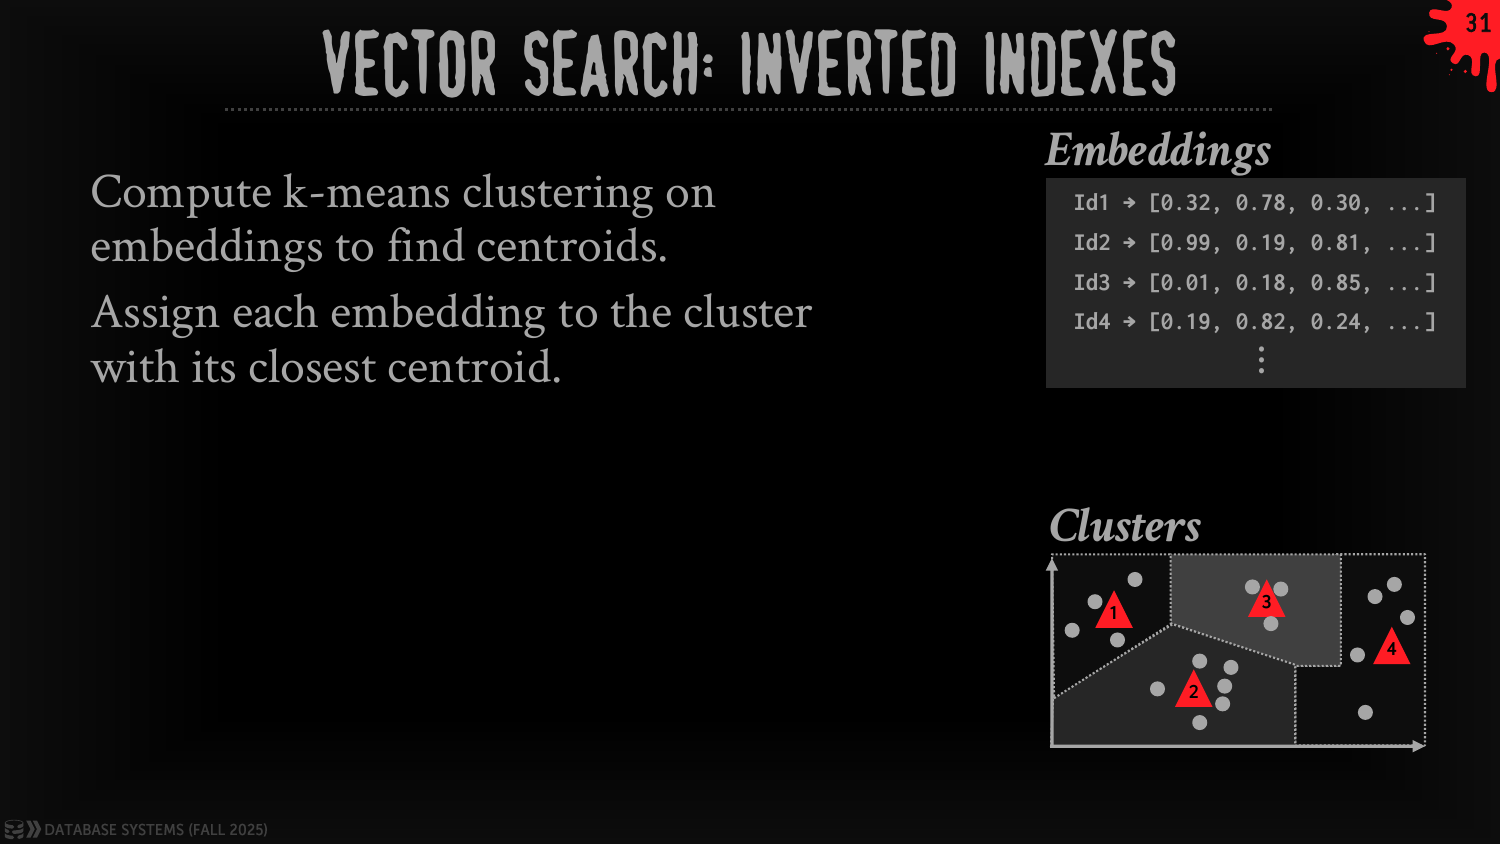 31
VECTOR SEARCH: INVERTED INDEXES
Compute k-means clustering on
embeddings to find centroids.
Assign each embedding to the cluster
with its closest centroid.
Embeddings
Id1 → [0.32, 0.78, 0.30, ...]
Id2 → [0.99, 0.19, 0.81, ...]
Id3 → [0.01, 0.18, 0.85, ...]
Id4 → [0.19, 0.82, 0.24, ...]
⋮
Clusters
1
3
4
2
DATABASE SYSTEMS (FALL 2025)